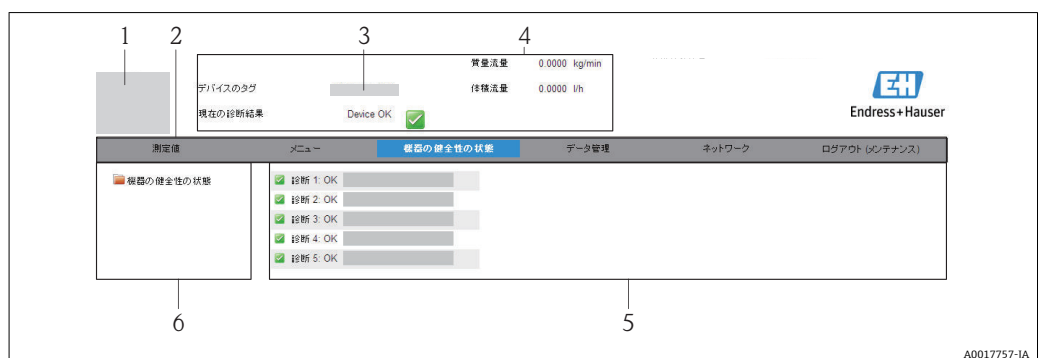 1 2 3 4
質量流量 0.0000 kg/min
デバイスのタグ 体積流量 0.0000 l/h
現在の診断結果 Device OK
EH
Endress+Hauser
測定値 メニュー 機器の健全性の状態 データ管理 ネットワーク ログアウト (メンテナンス)
機器の健全性の状態
診断 1: OK
診断 2: OK
診断 3: OK
診断 4: OK
診断 5: OK
6 5
A0017757-JA